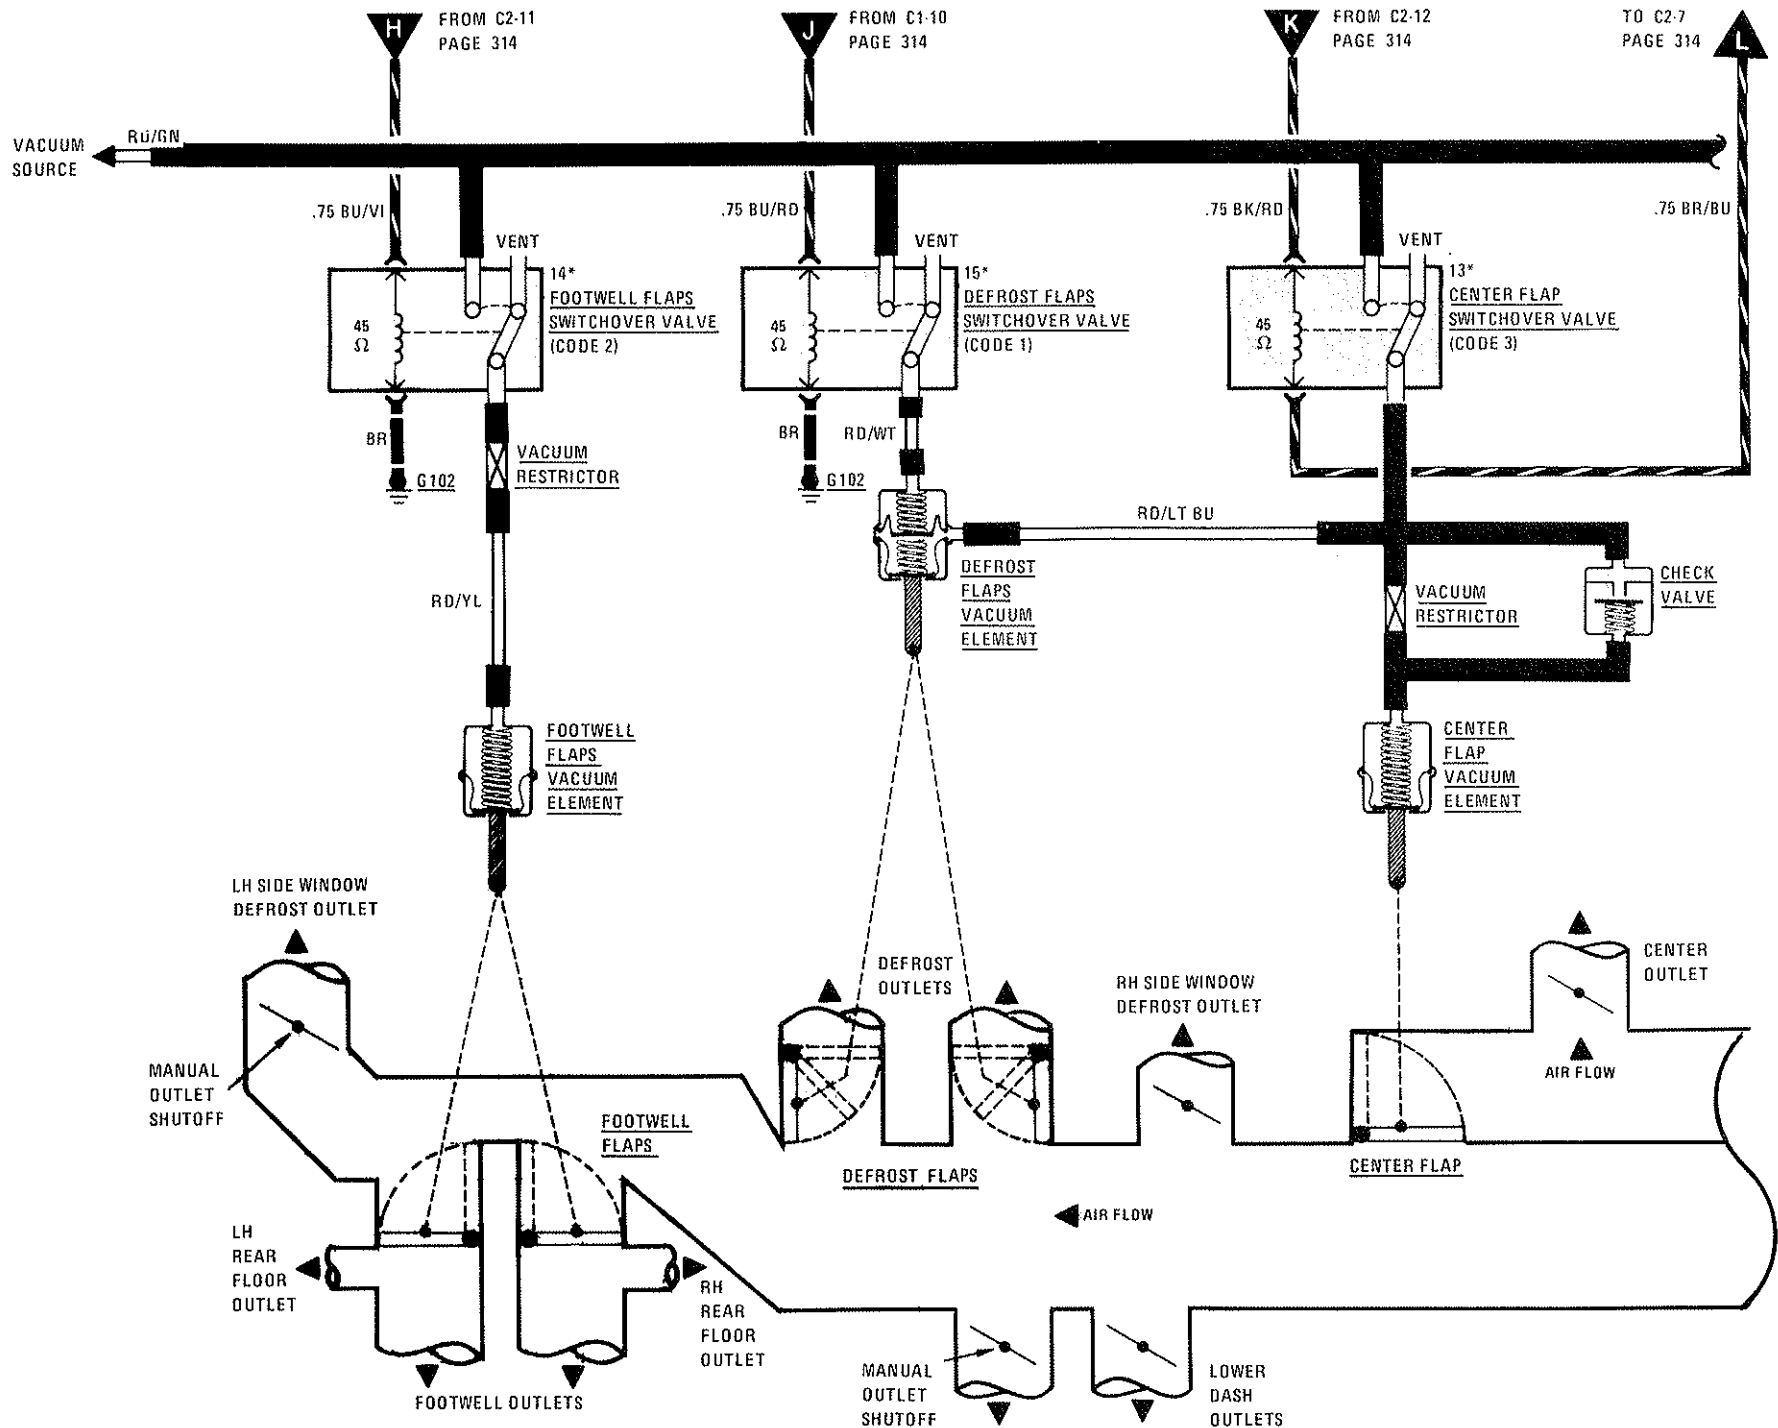 H
FROM C2-11
PAGE 314
J
FROM C1-10
PAGE 314
K
FROM C2-12
PAGE 314
TO C2-7
PAGE 314
L
VACUUM
SOURCE
RD/GN
.75 BU/VI
.75 BU/RD
.75 BK/RD
.75 BR/BU
VENT
VENT
VENT
45
Ω
14*
FOOTWELL FLAPS
SWITCHOVER VALVE
(CODE 2)
45
Ω
15*
DEFROST FLAPS
SWITCHOVER VALVE
(CODE 1)
45
Ω
13*
CENTER FLAP
SWITCHOVER VALVE
(CODE 3)
BR
G102
VACUUM
RESTRICTOR
BR
G102
RD/WT
RD/LT BU
RD/YL
DEFROST
FLAPS
VACUUM
ELEMENT
VACUUM
RESTRICTOR
CHECK
VALVE
FOOTWELL
FLAPS
VACUUM
ELEMENT
CENTER
FLAP
VACUUM
ELEMENT
LH SIDE WINDOW
DEFROST OUTLET
DEFROST
OUTLETS
RH SIDE WINDOW
DEFROST OUTLET
CENTER
OUTLET
MANUAL
OUTLET
SHUTOFF
AIR FLOW
FOOTWELL
FLAPS
DEFROST FLAPS
CENTER FLAP
AIR FLOW
LH
REAR
FLOOR
OUTLET
RH
REAR
FLOOR
OUTLET
FOOTWELL OUTLETS
MANUAL
OUTLET
SHUTOFF
LOWER
DASH
OUTLETS